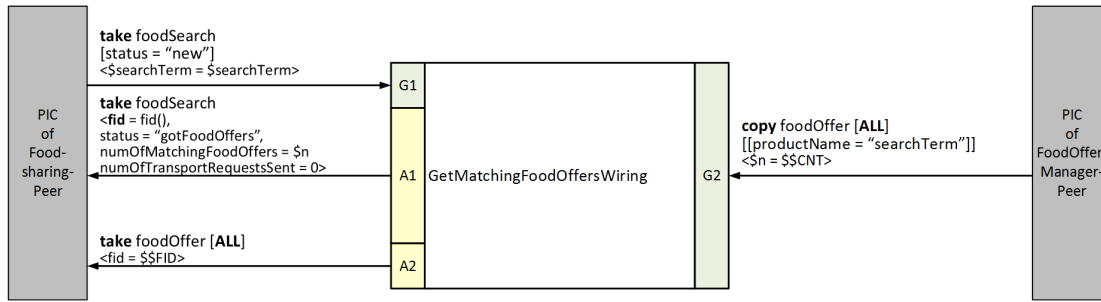 PIC
of
Food-
sharing-
Peer
take foodSearch
[status = “new”]
<$searchTerm = $searchTerm>
take foodSearch
<fid = fid(),
status = “gotFoodOffers”,
numOfMatchingFoodOffers = $n
numOfTransportRequestsSent = 0>
take foodOffer [ALL]
<fid = $$FID>
G1
A1
A2
GetMatchingFoodOffersWiring
G2
copy foodOffer [ALL]
[[productName = “searchTerm”]]
<$n = $$CNT>
PIC
of
FoodOffer
Manager-
Peer